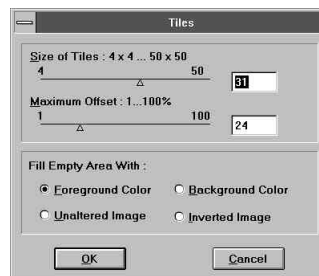 Tiles
Size of Tiles : 4 x 4 ... 50 x 50
4 50
31
Maximum Offset : 1...100%
1 100
24
Fill Empty Area With :
Foreground Color Background Color
Unaltered Image Inverted Image
OK Cancel